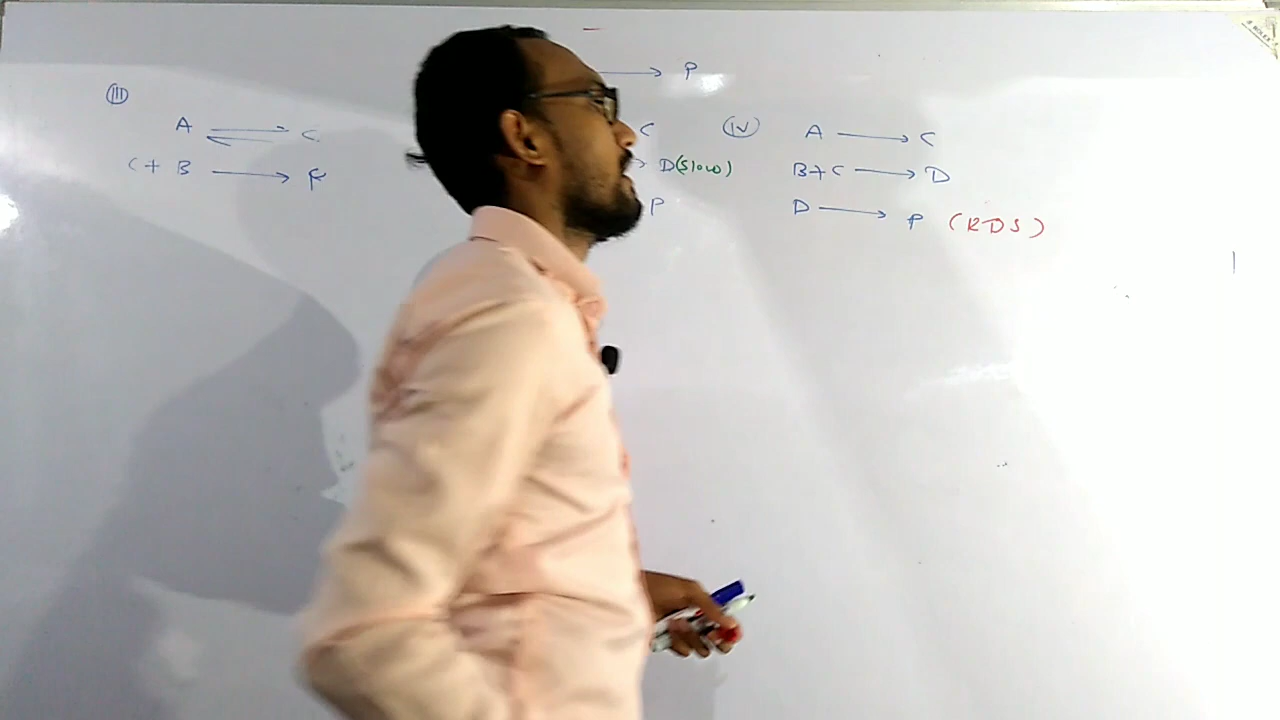 → P
(III)
A ⇌ C
C + B → F
C
→ D (slow)
P
(IV)
A → C
B+C → D
D → P (RDS)